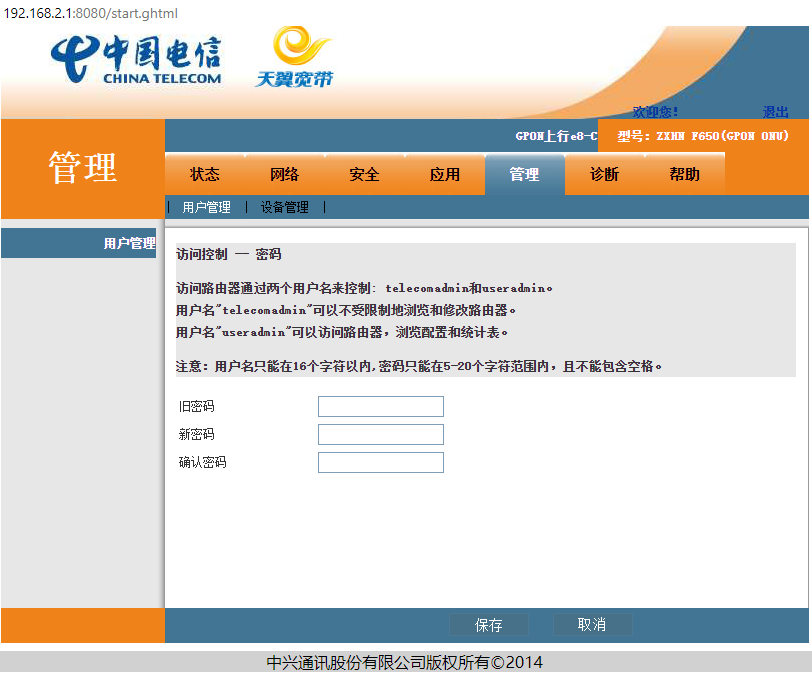 192.168.2.1:8080/start.ghtml
中国电信
CHINA TELECOM
天翼宽带
欢迎您!
退出
GPON上行e8-C
型号: ZXHN F650(GPON ONU)
管理
状态
网络
安全
应用
管理
诊断
帮助
| 用户管理 | 设备管理 |
用户管理
访问控制 -- 密码
访问路由器通过两个用户名来控制: telecomadmin和useradmin。
用户名"telecomadmin"可以不受限制地浏览和修改路由器。
用户名"useradmin"可以访问路由器，浏览配置和统计表。
注意：用户名只能在16个字符以内,密码只能在5-20个字符范围内，且不能包含空格。
旧密码
新密码
确认密码
保存
取消
中兴通讯股份有限公司版权所有©2014